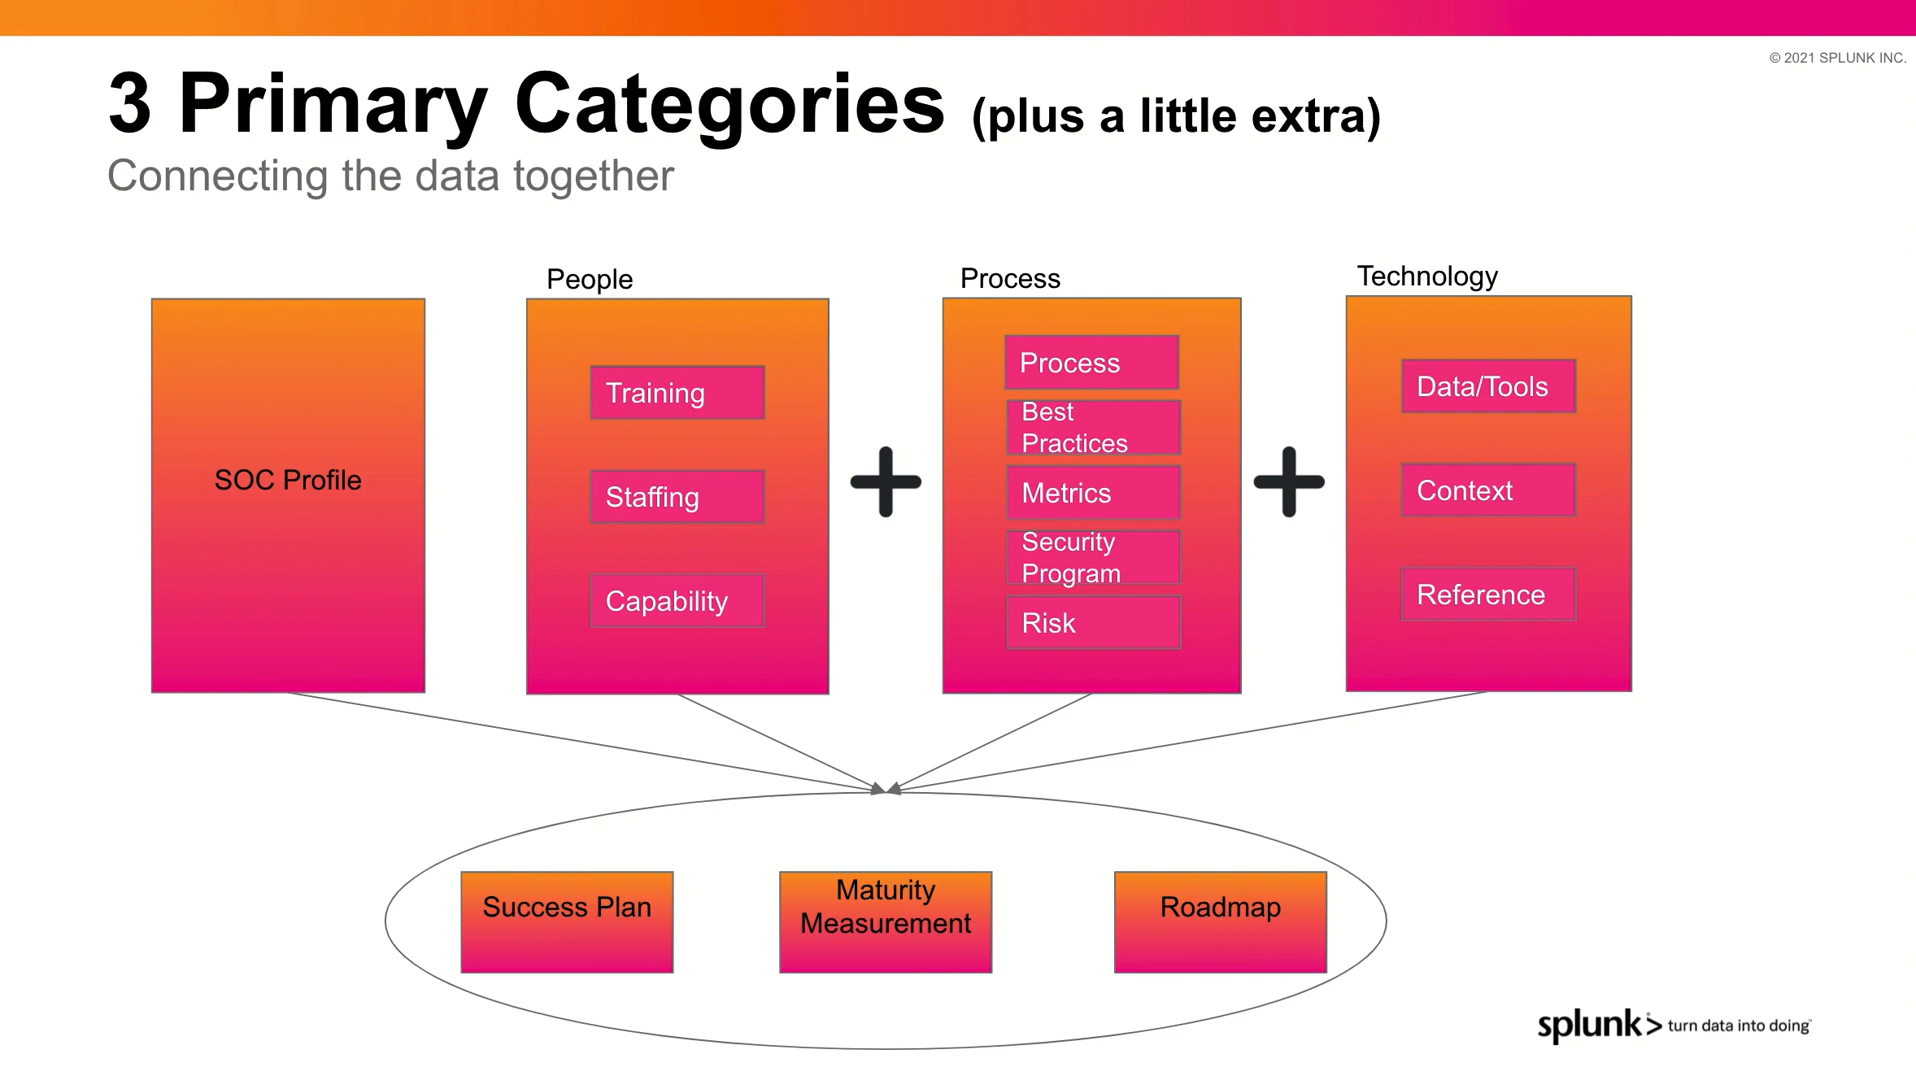 © 2021 SPLUNK INC.
3 Primary Categories (plus a little extra)
Connecting the data together
People
Process
Technology
SOC Profile
Training
Staffing
Capability
Process
Best
Practices
Metrics
Security
Program
Risk
Data/Tools
Context
Reference
Success Plan
Maturity
Measurement
Roadmap
splunk> turn data into doing™